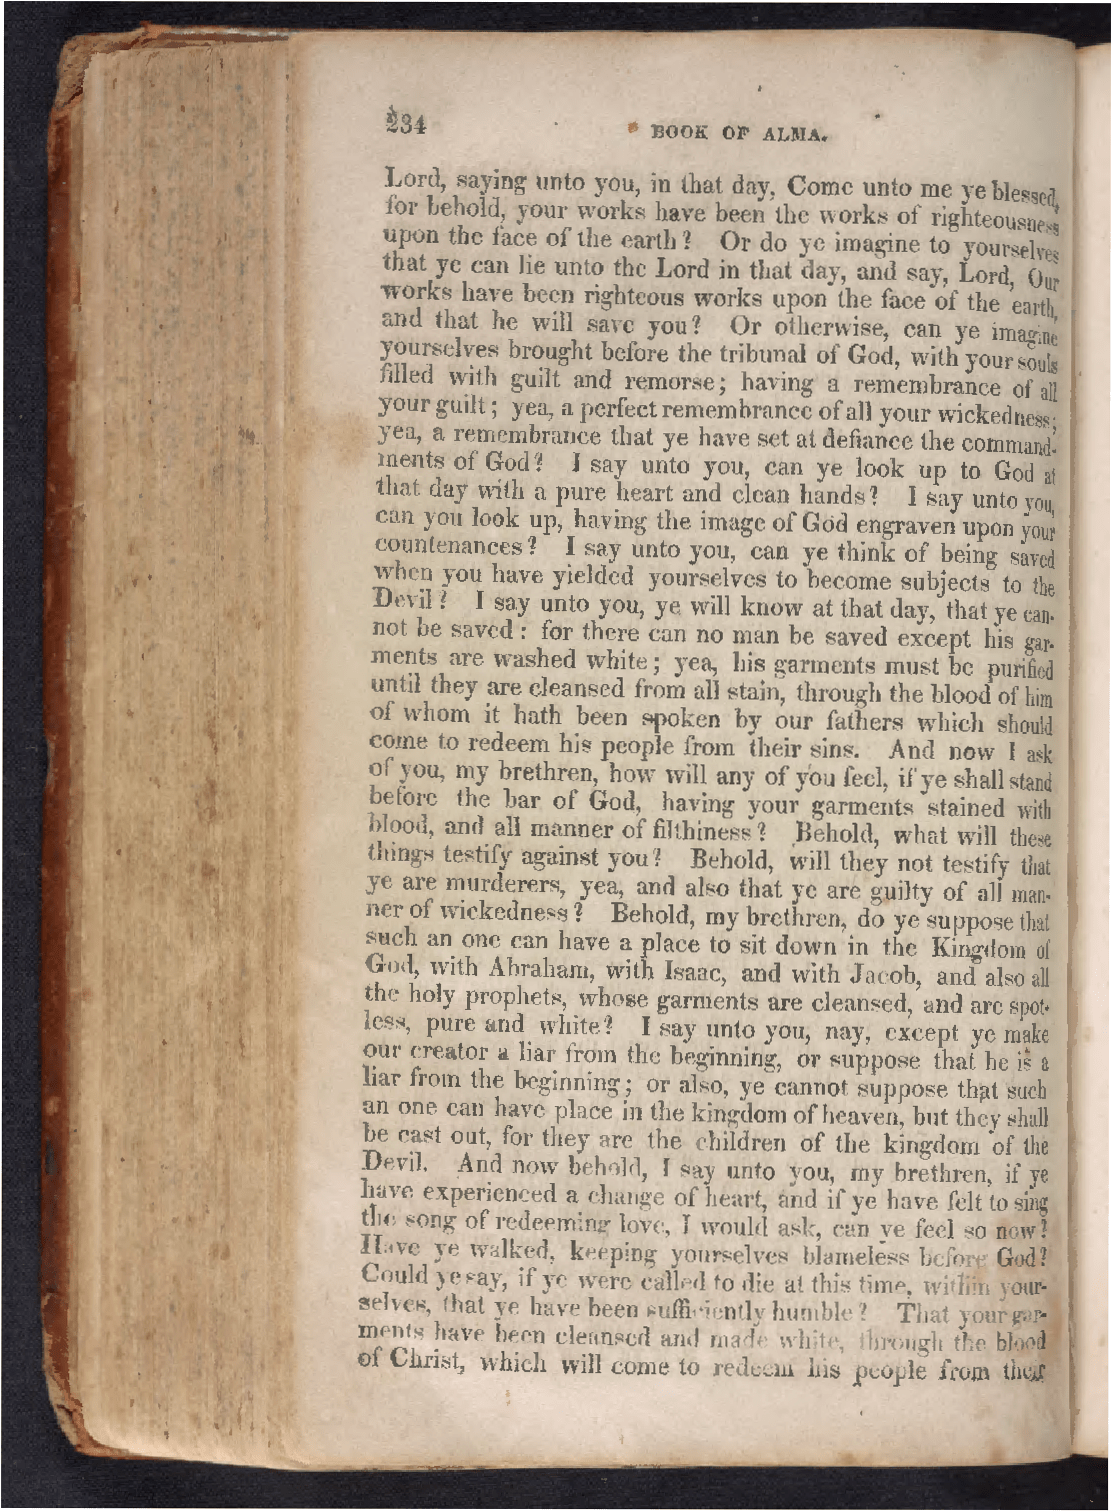 234
BOOK OF ALMA.
Lord, saying unto you, in that day, Come unto me ye blessed,
for behold, your works have been the works of righteousness
upon the face of the earth? Or do ye imagine to yourselves
that ye can lie unto the Lord in that day, and say, Lord, Our
works have been righteous works upon the face of the earth,
and that he will save you? Or otherwise, can ye imagine
yourselves brought before the tribunal of God, with your souls
filled with guilt and remorse; having a remembrance of all
your guilt; yea, a perfect remembrance of all your wickedness;
yea, a remembrance that ye have set at defiance the command-
ments of God? I say unto you, can ye look up to God at
that day with a pure heart and clean hands? I say unto you,
can you look up, having the image of God engraven upon your
countenances? I say unto you, can ye think of being saved
when you have yielded yourselves to become subjects to the
Devil? I say unto you, ye will know at that day, that ye can-
not be saved: for there can no man be saved except his gar-
ments are washed white; yea, his garments must be purified
until they are cleansed from all stain, through the blood of him
of whom it hath been spoken by our fathers which should
come to redeem his people from their sins. And now I ask
of you, my brethren, how will any of you feel, if ye shall stand
before the bar of God, having your garments stained with
blood, and all manner of filthiness? Behold, what will these
things testify against you? Behold, will they not testify that
ye are murderers, yea, and also that ye are guilty of all man-
ner of wickedness? Behold, my brethren, do ye suppose that
such an one can have a place to sit down in the Kingdom of
God, with Abraham, with Isaac, and with Jacob, and also all
the holy prophets, whose garments are cleansed, and are spot-
less, pure and white? I say unto you, nay, except ye make
our creator a liar from the beginning, or suppose that he is a
liar from the beginning; or also, ye cannot suppose that such
an one can have place in the kingdom of heaven, but they shall
be cast out, for they are the children of the kingdom of the
Devil. And now behold, I say unto you, my brethren, if ye
have experienced a change of heart, and if ye have felt to sing
the song of redeeming love, I would ask, can ye feel so now?
Have ye walked, keeping yourselves blameless before God?
Could ye say, if ye were called to die at this time, within your-
selves, that ye have been sufficiently humble? That your gar-
ments have been cleansed and made white, through the blood
of Christ, which will come to redeem his people from their